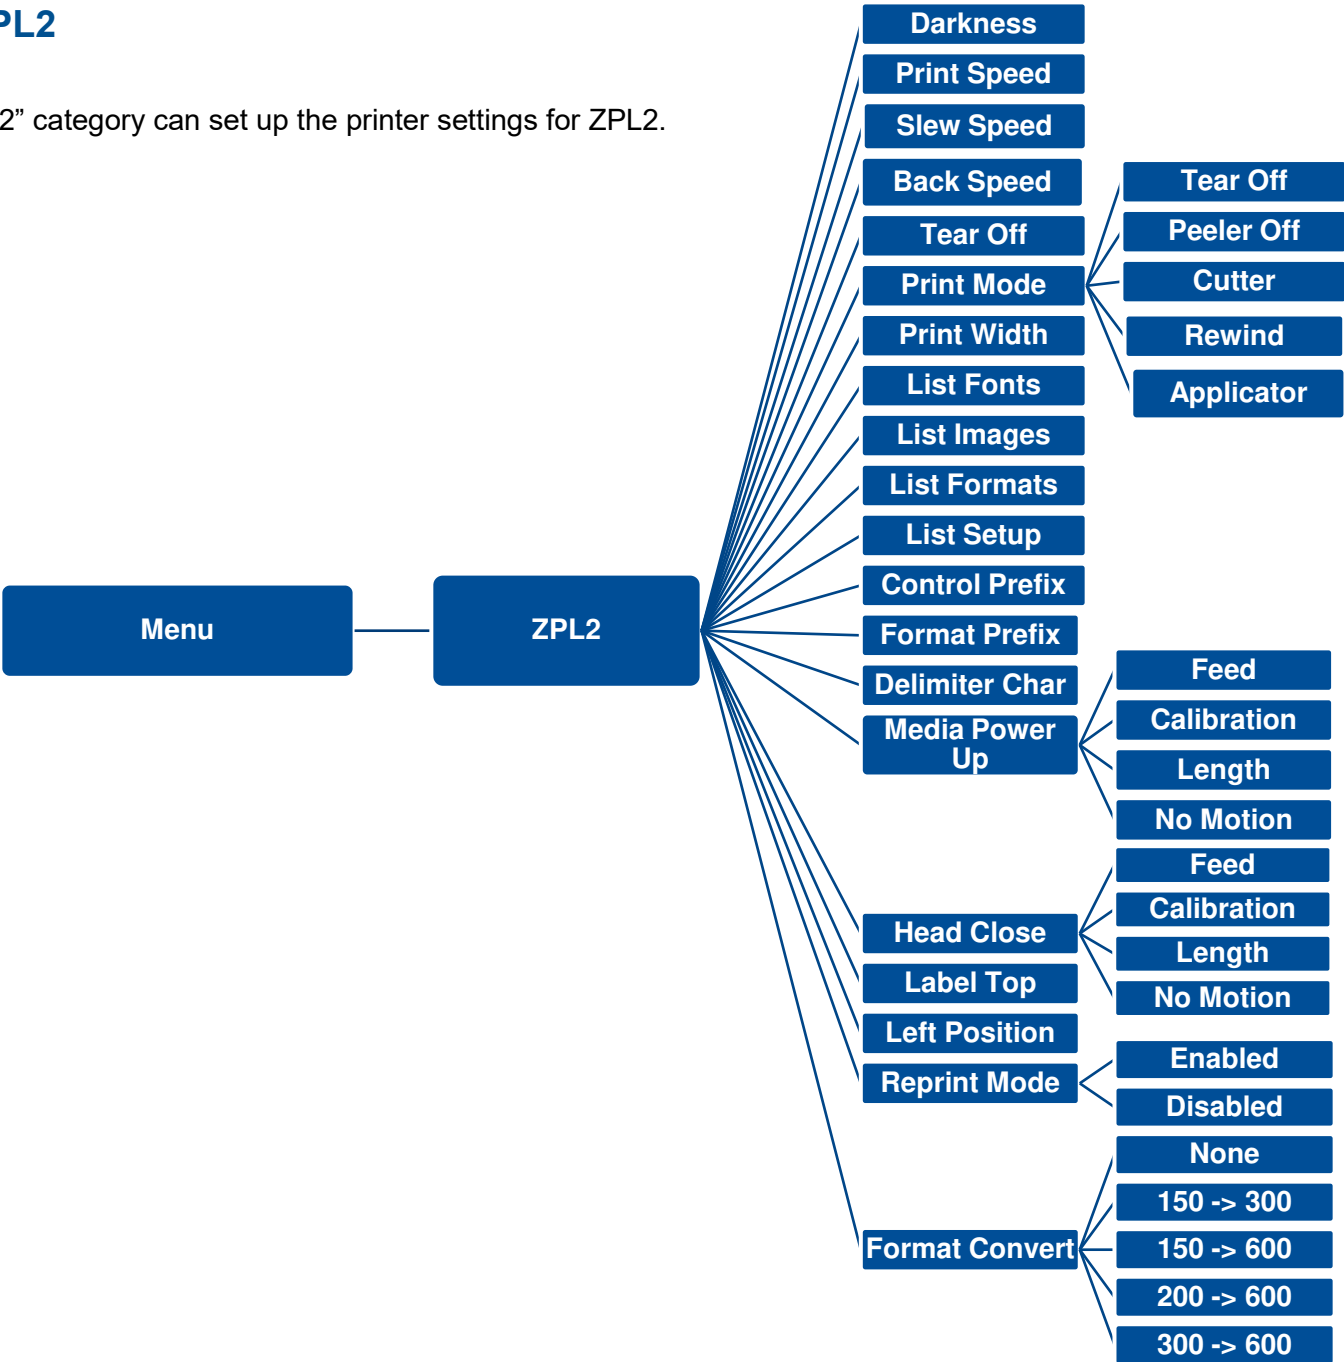 PL2
2” category can set up the printer settings for ZPL2.
Menu
ZPL2
Darkness
Print Speed
Slew Speed
Back Speed
Tear Off
Print Mode
Tear Off
Peeler Off
Cutter
Rewind
Applicator
Print Width
List Fonts
List Images
List Formats
List Setup
Control Prefix
Format Prefix
Delimiter Char
Media Power
Up
Feed
Calibration
Length
No Motion
Head Close
Feed
Calibration
Length
No Motion
Label Top
Left Position
Reprint Mode
Enabled
Disabled
Format Convert
None
150 -> 300
150 -> 600
200 -> 600
300 -> 600